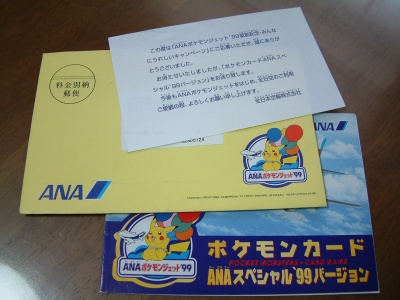 この度は「ANAポケモンジェット'99就航記念・みんな
にうれしいキャンペーン」にご応募いただき、誠にありが
とうございました。
お待たせいたしましたが、「ポケモンカードANAスペ
シャル'99バージョン」をお送り致します。
今後もANAポケモンジェットをはじめ、全日空のご利用
ご愛顧の程、よろしくお願い申し上げます。
全日本空輸株式会社
料金別納
郵便
ANA
ANAポケモンジェット'99
ANAポケモンジェット'99
ポケモンカード
POCKET MONSTERS CARD GAME
ANAスペシャル'99バージョン